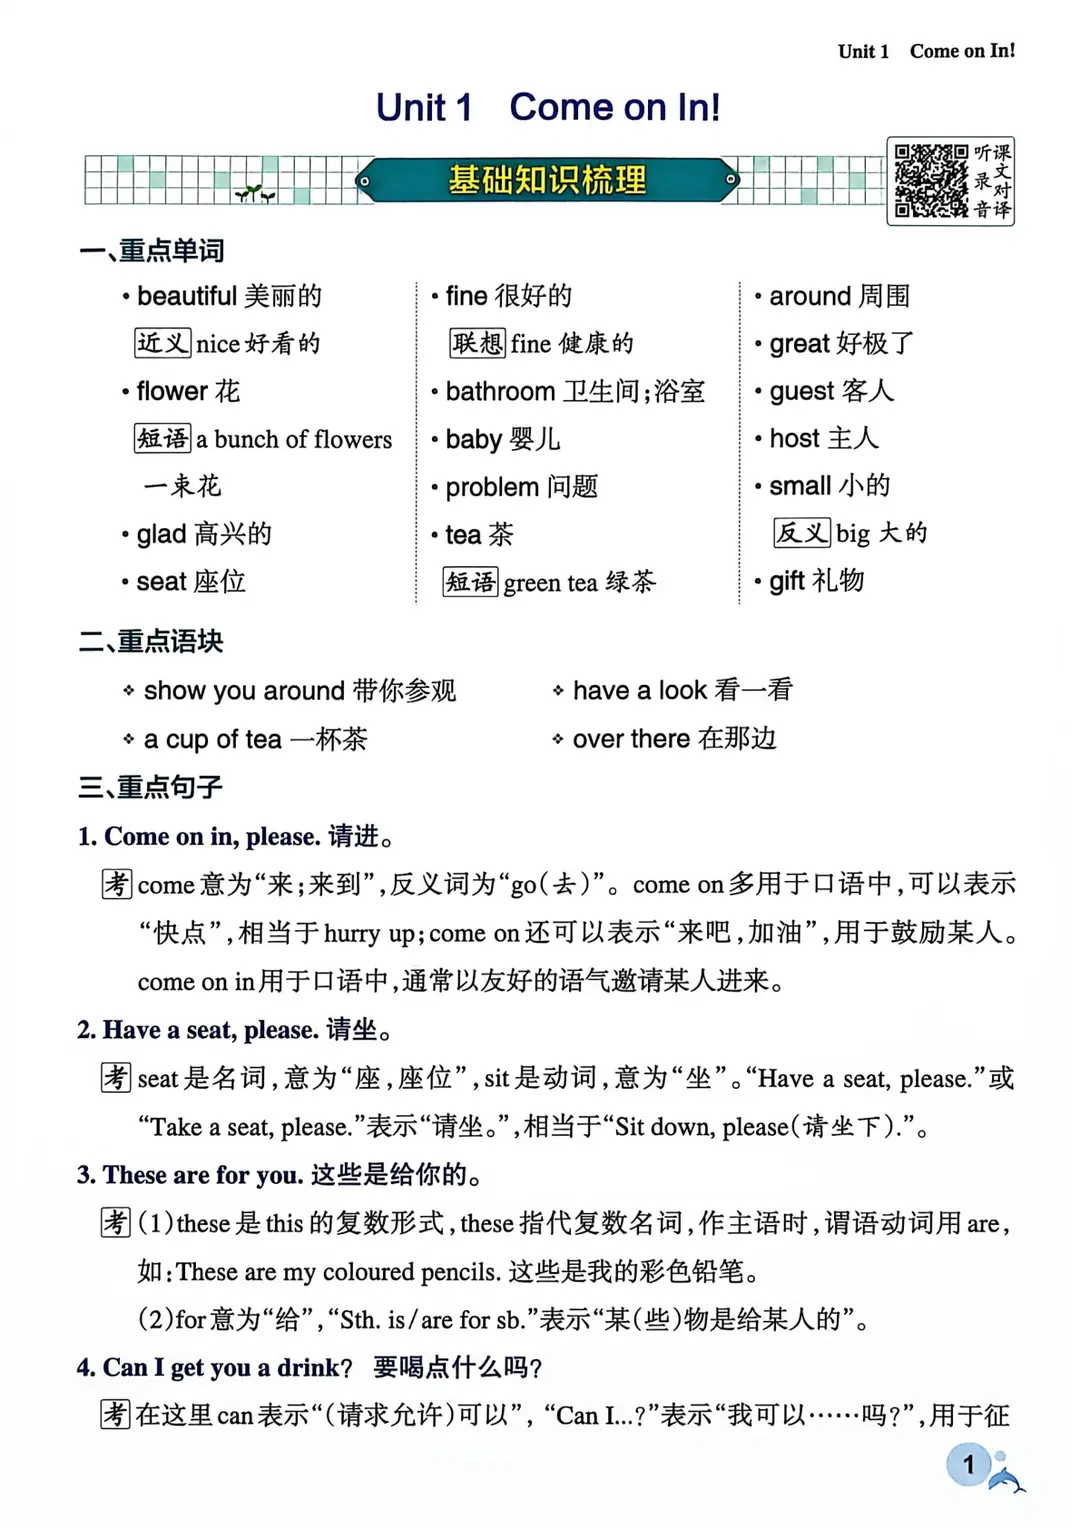 Unit 1 Come on In!
Unit 1 Come on In!
基础知识梳理
听录音
课文对译
一、重点单词
• beautiful 美丽的
近义 nice 好看的
• flower 花
短语 a bunch of flowers
一束花
• glad 高兴的
• seat 座位
• fine 很好的
联想 fine 健康的
• bathroom 卫生间;浴室
• baby 婴儿
• problem 问题
• tea 茶
短语 green tea 绿茶
• around 周围
• great 好极了
• guest 客人
• host 主人
• small 小的
反义 big 大的
• gift 礼物
二、重点语块
❖ show you around 带你参观
❖ have a look 看一看
❖ a cup of tea 一杯茶
❖ over there 在那边
三、重点句子
1. Come on in, please. 请进。
考 come 意为“来;来到”,反义词为“go(去)”。come on 多用于口语中,可以表示
“快点”,相当于 hurry up;come on 还可以表示“来吧,加油”,用于鼓励某人。
come on in 用于口语中,通常以友好的语气邀请某人进来。
2. Have a seat, please. 请坐。
考 seat 是名词,意为“座,座位”,sit 是动词,意为“坐”。“Have a seat, please.”或
“Take a seat, please.”表示“请坐。”,相当于“Sit down, please(请坐下).”。
3. These are for you. 这些是给你的。
考 (1)these 是 this 的复数形式,these 指代复数名词,作主语时,谓语动词用 are,
如:These are my coloured pencils. 这些是我的彩色铅笔。
(2)for 意为“给”,“Sth. is/are for sb.”表示“某(些)物是给某人的”。
4. Can I get you a drink? 要喝点什么吗?
考 在这里 can 表示“(请求允许)可以”, “Can I...?”表示“我可以……吗?”,用于征
1